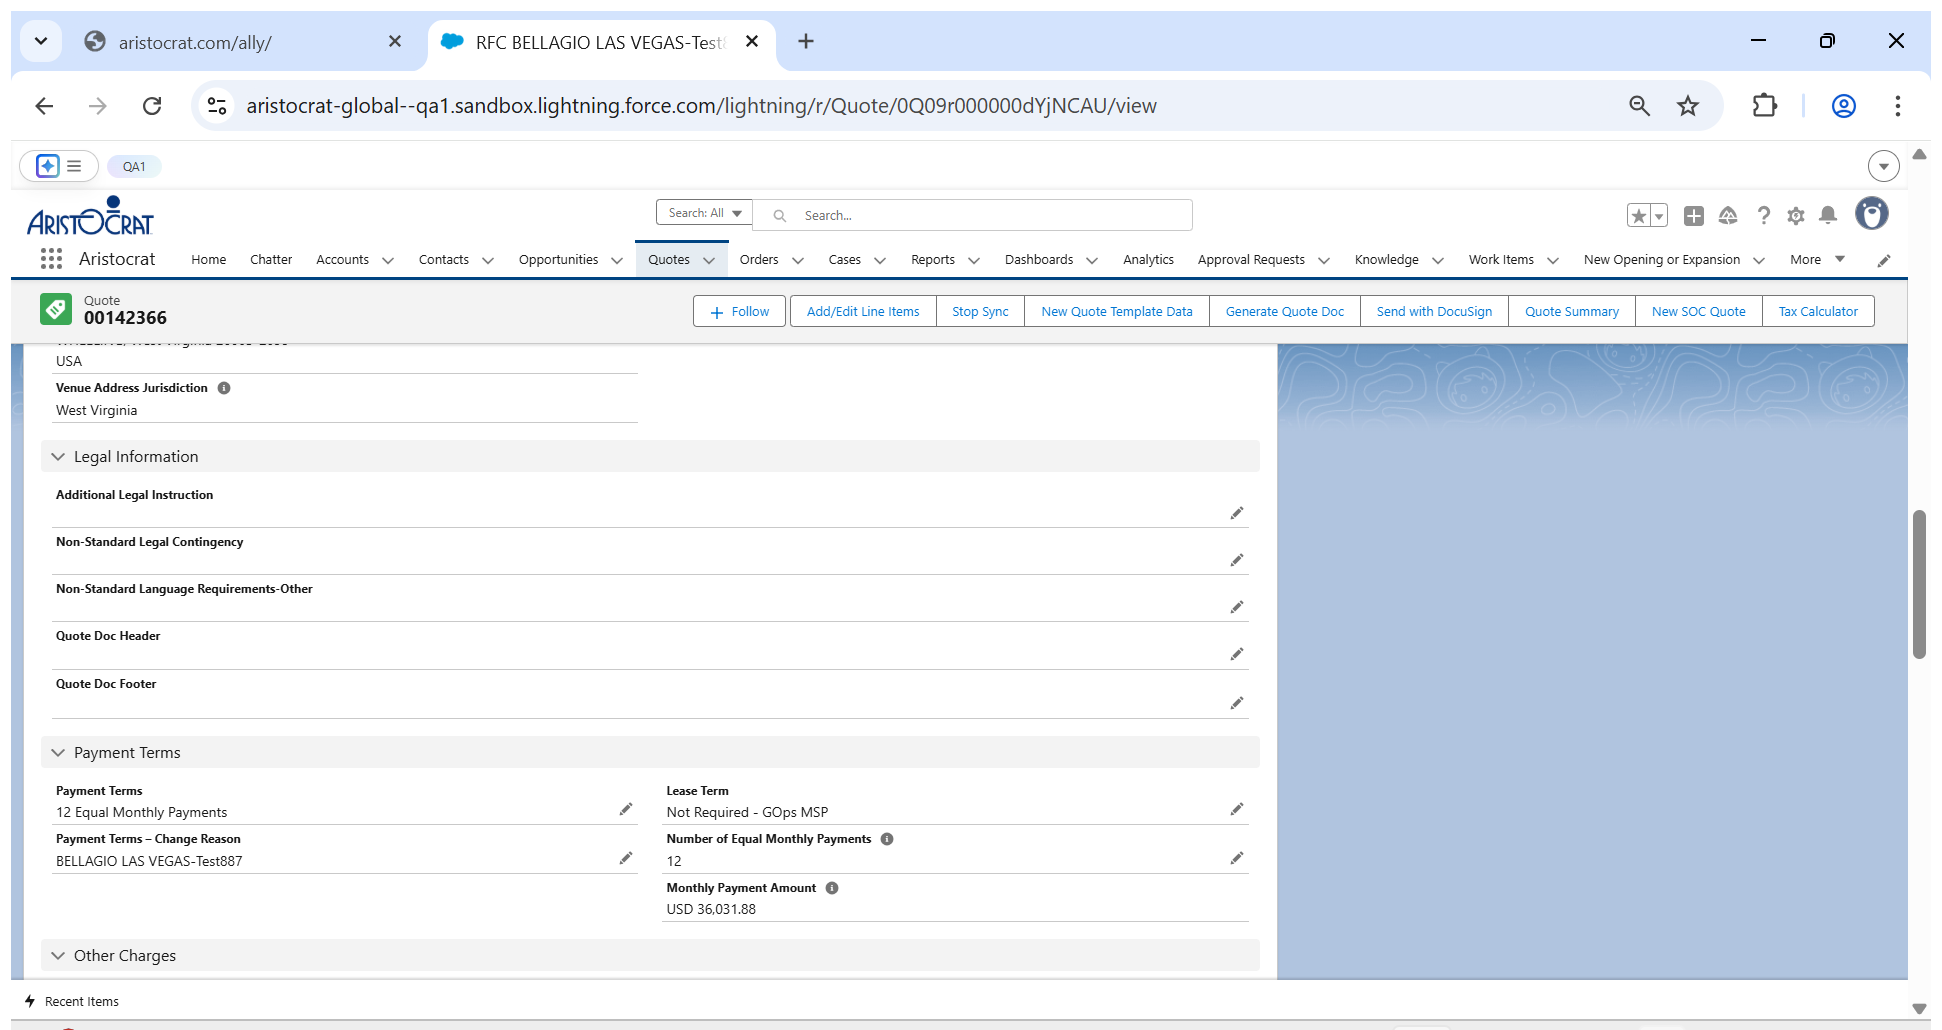 aristocrat.com/ally/
RFC BELLAGIO LAS VEGAS-Test8
aristocrat-global--qa1.sandbox.lightning.force.com/lightning/r/Quote/0Q09r000000dYjNCAU/view
QA1
ARISTOCRAT
Search: All
Search...
Aristocrat
Home Chatter Accounts Contacts Opportunities Quotes Orders Cases Reports Dashboards Analytics Approval Requests Knowledge Work Items New Opening or Expansion More
Quote
00142366
Follow Add/Edit Line Items Stop Sync New Quote Template Data Generate Quote Doc Send with DocuSign Quote Summary New SOC Quote Tax Calculator
USA
Venue Address Jurisdiction
West Virginia
Legal Information
Additional Legal Instruction
Non-Standard Legal Contingency
Non-Standard Language Requirements-Other
Quote Doc Header
Quote Doc Footer
Payment Terms
Payment Terms
12 Equal Monthly Payments
Lease Term
Not Required - GOps MSP
Payment Terms – Change Reason
BELLAGIO LAS VEGAS-Test887
Number of Equal Monthly Payments
12
Monthly Payment Amount
USD 36,031.88
Other Charges
Recent Items